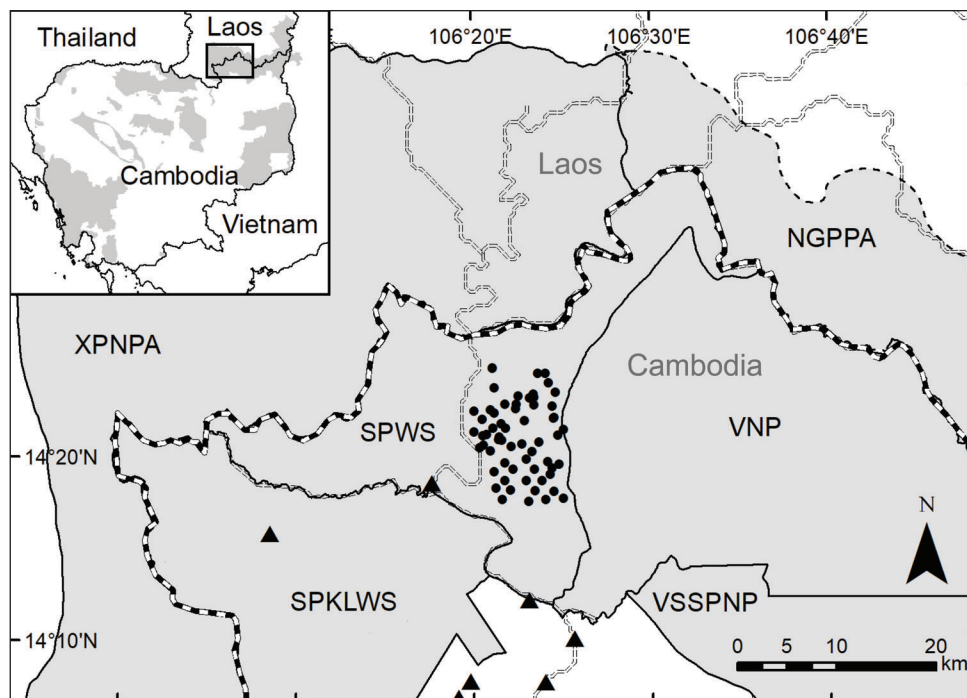 Thailand
Laos
Cambodia
Vietnam
106°20'E 106°30'E 106°40'E
Laos
NGPPA
XPNPA
Cambodia
SPWS
VNP
14°20'N
N
SPKLWS
VSSPNP
14°10'N
0 5 10 20
km